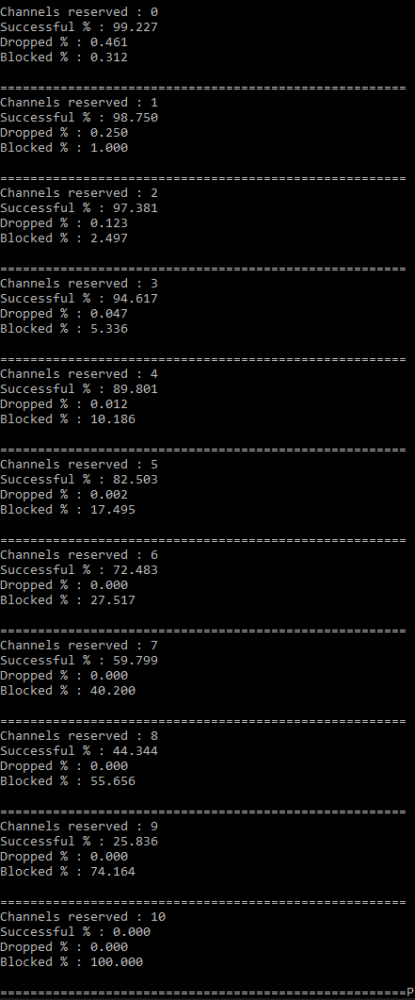 Channels reserved : 0
Successful % : 99.227
Dropped % : 0.461
Blocked % : 0.312
======================================================
Channels reserved : 1
Successful % : 98.750
Dropped % : 0.250
Blocked % : 1.000
======================================================
Channels reserved : 2
Successful % : 97.381
Dropped % : 0.123
Blocked % : 2.497
======================================================
Channels reserved : 3
Successful % : 94.617
Dropped % : 0.047
Blocked % : 5.336
======================================================
Channels reserved : 4
Successful % : 89.801
Dropped % : 0.012
Blocked % : 10.186
======================================================
Channels reserved : 5
Successful % : 82.503
Dropped % : 0.002
Blocked % : 17.495
======================================================
Channels reserved : 6
Successful % : 72.483
Dropped % : 0.000
Blocked % : 27.517
======================================================
Channels reserved : 7
Successful % : 59.799
Dropped % : 0.000
Blocked % : 40.200
======================================================
Channels reserved : 8
Successful % : 44.344
Dropped % : 0.000
Blocked % : 55.656
======================================================
Channels reserved : 9
Successful % : 25.836
Dropped % : 0.000
Blocked % : 74.164
======================================================
Channels reserved : 10
Successful % : 0.000
Dropped % : 0.000
Blocked % : 100.000
======================================================P